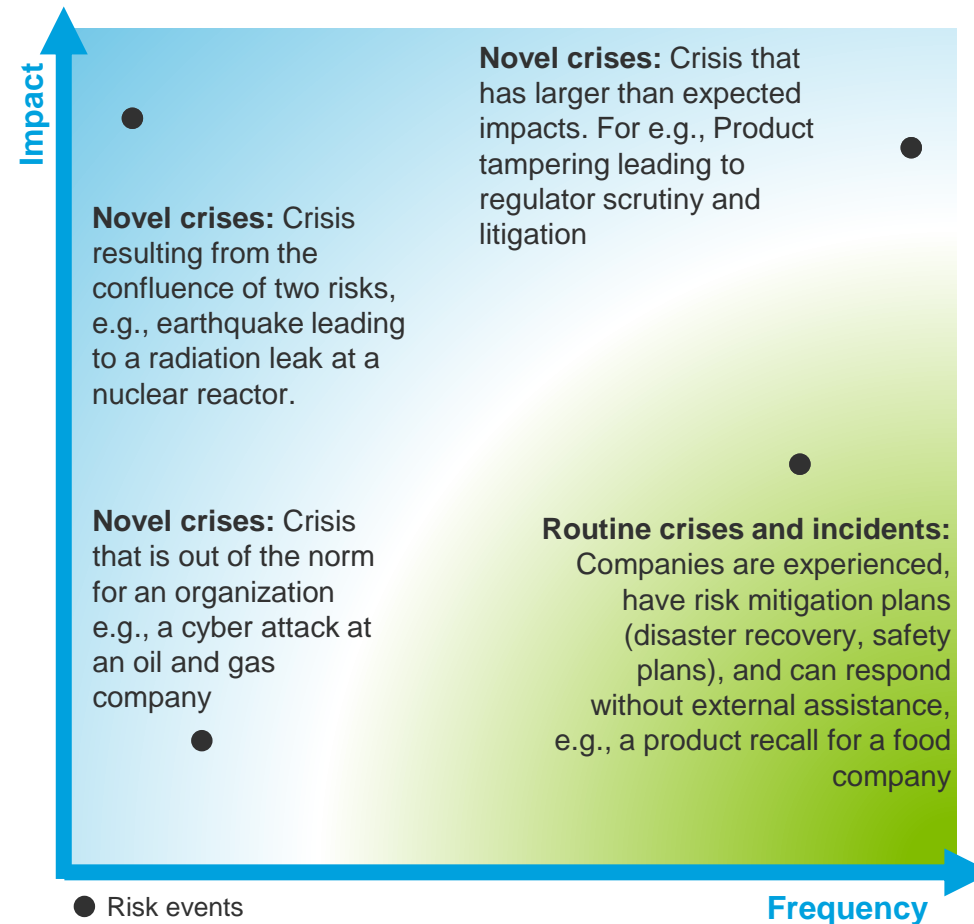 Impact
Novel crises: Crisis that
has larger than expected
impacts. For e.g., Product
tampering leading to
regulator scrutiny and
litigation
Novel crises: Crisis
resulting from the
confluence of two risks,
e.g., earthquake leading
to a radiation leak at a
nuclear reactor.
Novel crises: Crisis
that is out of the norm
for an organization
e.g., a cyber attack at
an oil and gas
company
Routine crises and incidents:
Companies are experienced,
have risk mitigation plans
(disaster recovery, safety
plans), and can respond
without external assistance,
e.g., a product recall for a food
company
Risk events
Frequency